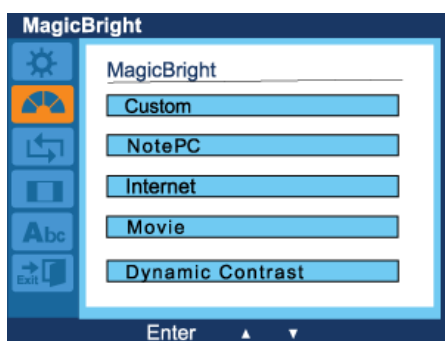 MagicBright
MagicBright
Custom
NotePC
Internet
Movie
Abc
Dynamic Contrast
Exit
Enter ▲ ▼